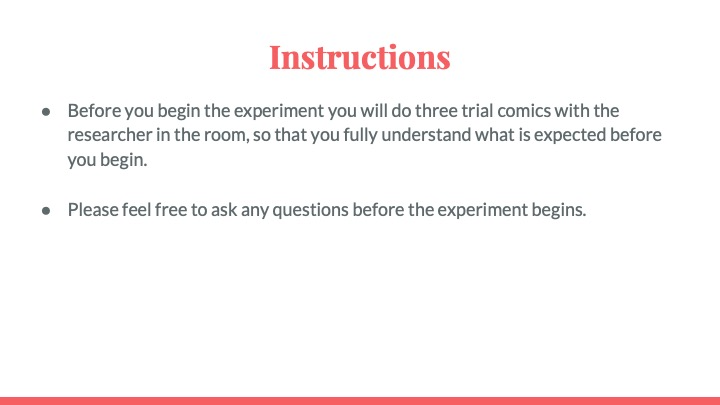 Instructions
● Before you begin the experiment you will do three trial comics with the
researcher in the room, so that you fully understand what is expected before
you begin.
● Please feel free to ask any questions before the experiment begins.